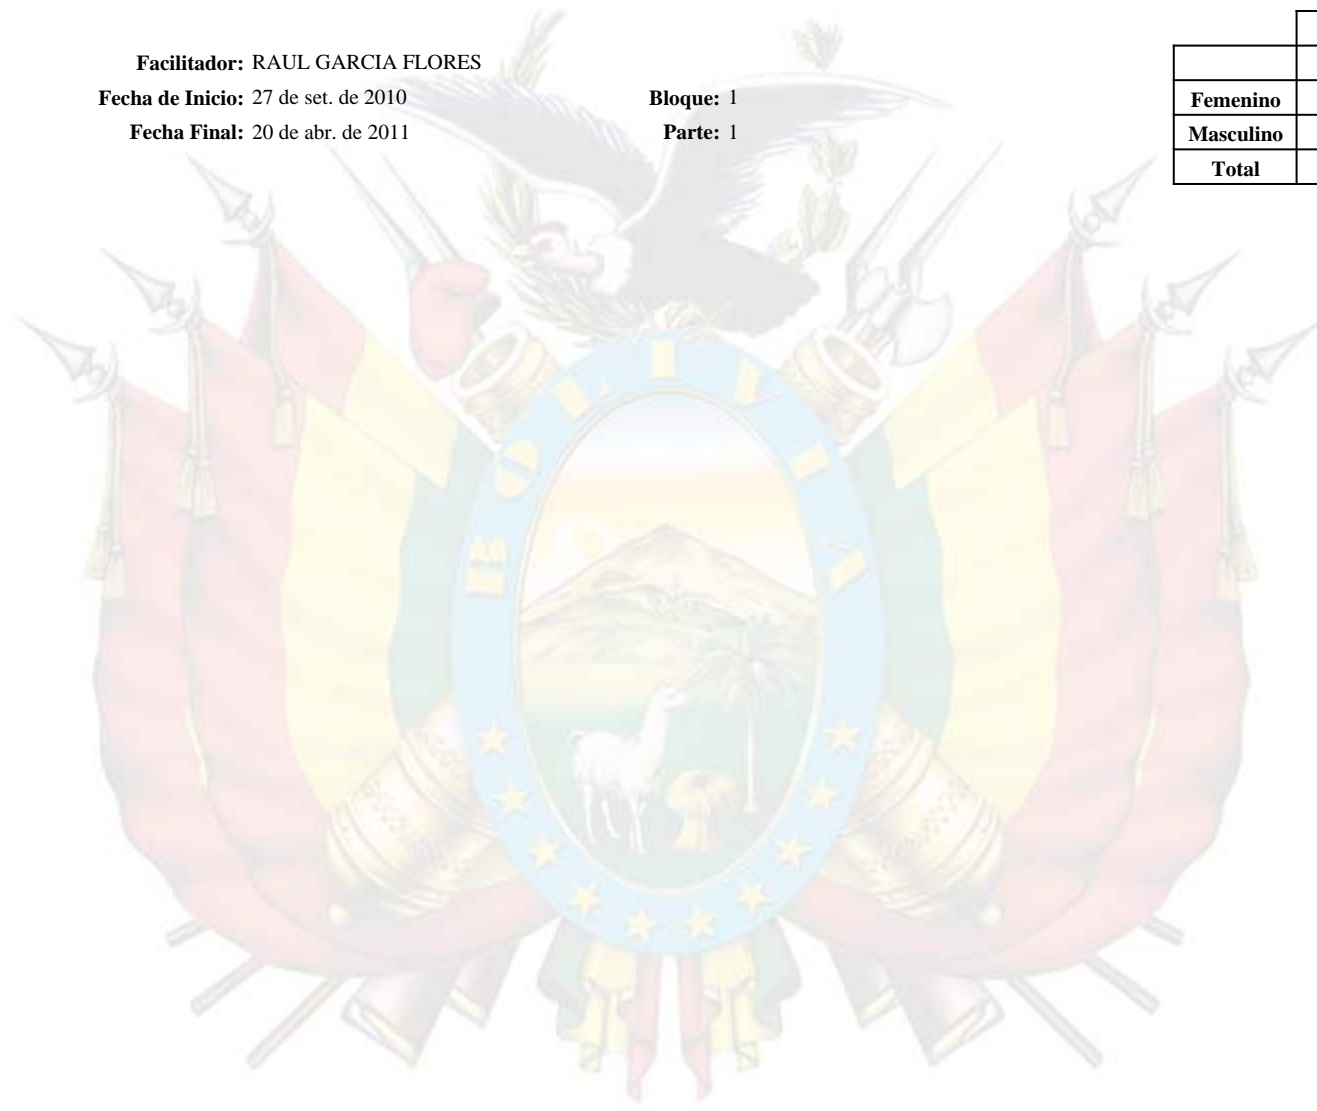 Facilitador: RAUL GARCIA FLORES
Fecha de Inicio: 27 de set. de 2010
Bloque: 1
Fecha Final: 20 de abr. de 2011
Parte: 1
Femenino
Masculino
Total
BOLIVIA